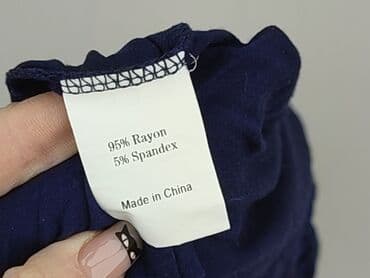 95% Rayon
5% Spandex
Made in China